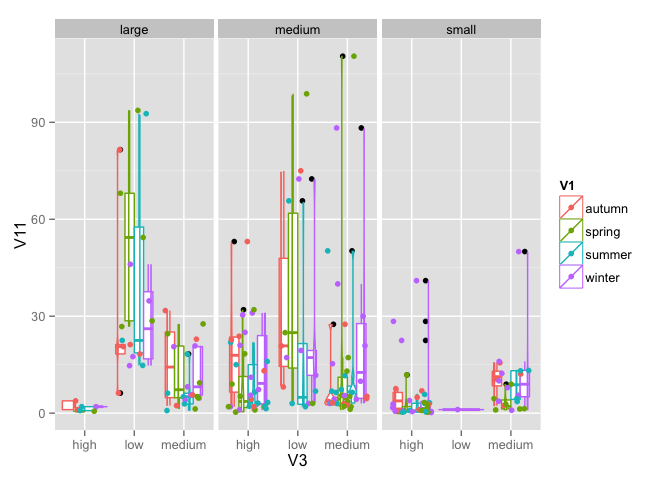 large medium small
V11
90
60
30
0
high low medium high low medium high low medium
V3
V1
autumn
spring
summer
winter